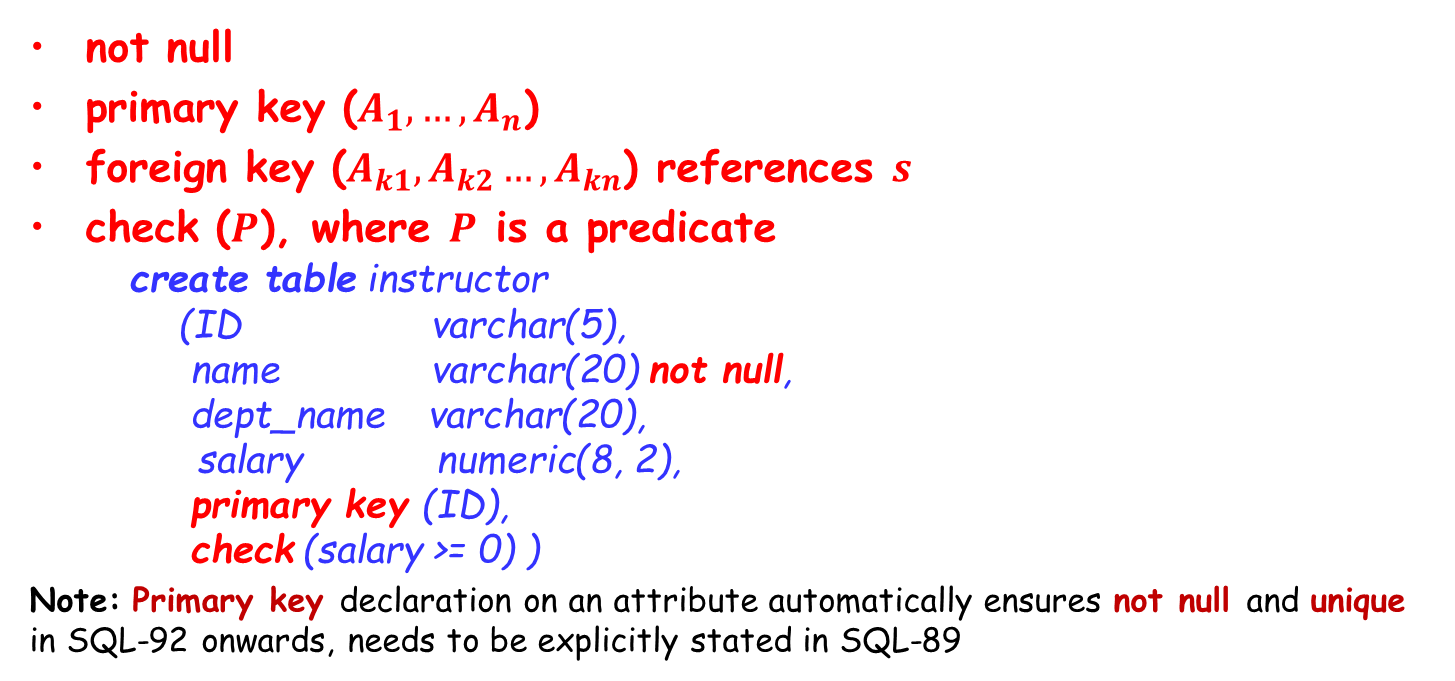 • not null
• primary key (A₁, … , Aₙ)
• foreign key (Aₖ₁, Aₖ₂ … , Aₖₙ) references s
• check (P), where P is a predicate
create table instructor
(ID varchar(5),
name varchar(20) not null,
dept_name varchar(20),
salary numeric(8, 2),
primary key (ID),
check (salary >= 0) )
Note: Primary key declaration on an attribute automatically ensures not null and unique
in SQL-92 onwards, needs to be explicitly stated in SQL-89